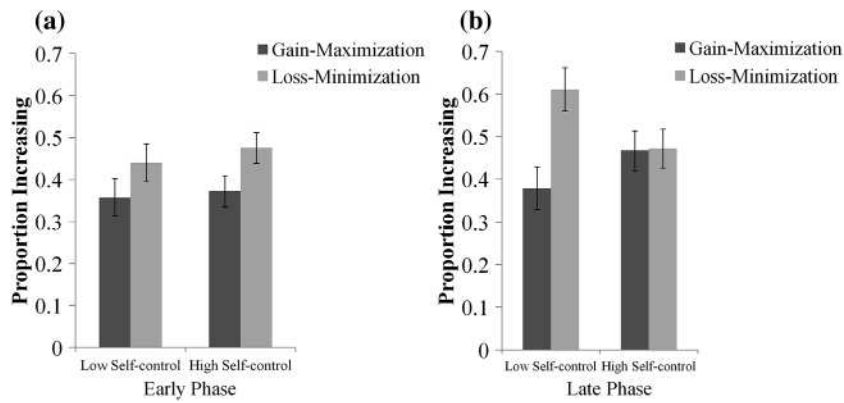 (a)
Gain-Maximization
Loss-Minimization
Proportion Increasing
0.7
0.6
0.5
0.4
0.3
0.2
0.1
0
Low Self-control High Self-control
Early Phase
(b)
Gain-Maximization
Loss-Minimization
Proportion Increasing
0.7
0.6
0.5
0.4
0.3
0.2
0.1
0
Low Self-control High Self-control
Late Phase